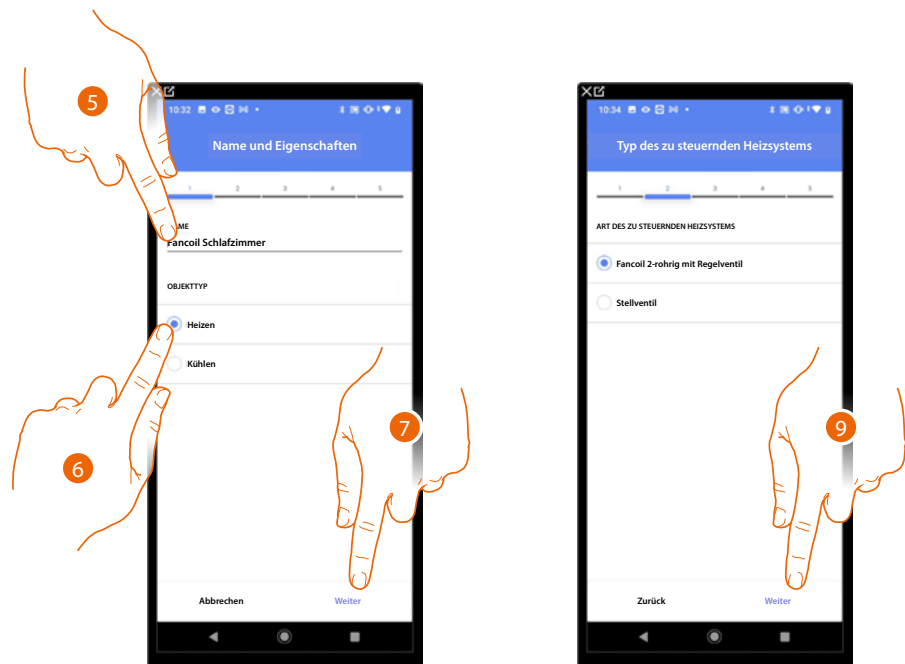 5
10:32
Name und Eigenschaften
1 2 3 4 5
ME
Fancoil Schlafzimmer
OBJEKTTYP
Heizen
Kühlen
6
7
Abbrechen Weiter
10:34
Typ des zu steuernden Heizsystems
1 2 3 4 5
ART DES ZU STEUERNDEN HEIZSYSTEMS
Fancoil 2-rohrig mit Regelventil
Stellventil
9
Zurück Weiter